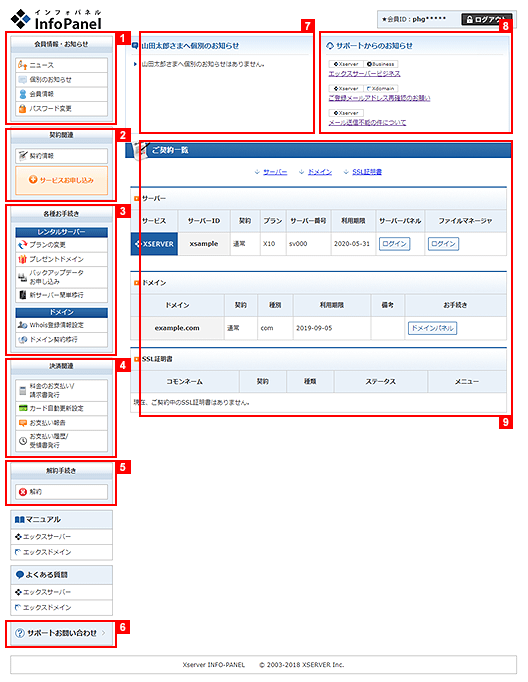 インフォパネル
InfoPanel
★会員ID：phg*****
ログアウト
1
会員情報・お知らせ
ニュース
個別のお知らせ
会員情報
パスワード変更
2
契約関連
契約情報
サービスお申し込み
3
各種お手続き
レンタルサーバー
プランの変更
プレゼントドメイン
バックアップデータ
お申し込み
新サーバー簡単移行
ドメイン
Whois登録情報設定
ドメイン契約移行
4
決済関連
料金のお支払い/
請求書発行
カード自動更新設定
お支払い報告
お支払い履歴/
受領書発行
5
解約手続き
解約
マニュアル
エックスサーバー
エックスドメイン
よくある質問
エックスサーバー
エックスドメイン
6
サポートお問い合わせ
7
山田太郎さまへ個別のお知らせ
山田太郎さまへ個別のお知らせはありません。
8
サポートからのお知らせ
Xserver Business
エックスサーバービジネス
Xserver Xdomain
ご登録メールアドレス再確認のお願い
Xserver
メール送信不能の件について
ご契約一覧
サーバー ドメイン SSL証明書
サーバー
サービス サーバーID 契約 プラン サーバー番号 利用期限 サーバーパネル ファイルマネージャ
XSERVER xsample 通常 X10 sv000 2020-05-31 ログイン ログイン
ドメイン
ドメイン 契約 種別 利用期限 備考 お手続き
example.com 通常 com 2019-09-05 ドメインパネル
SSL証明書
コモンネーム 契約 種類 ステータス メニュー
現在、ご契約中のSSL証明書はありません。
9
Xserver INFO-PANEL © 2003-2018 XSERVER Inc.